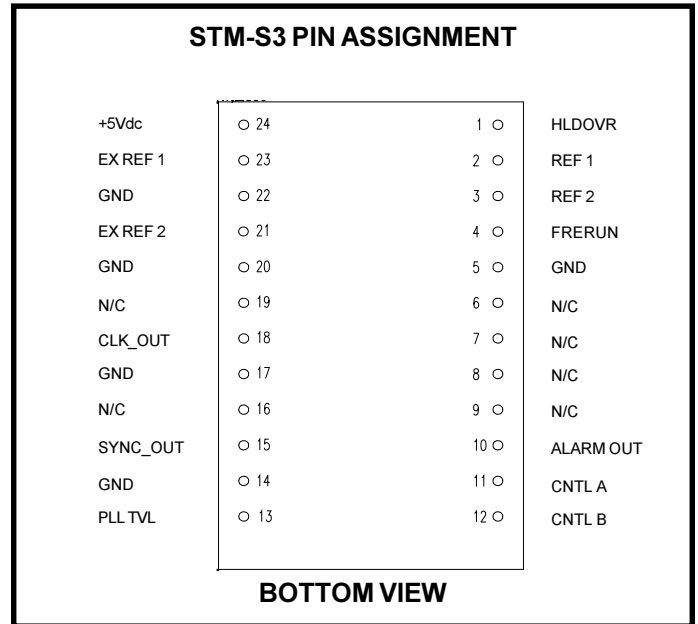 STM-S3 PIN ASSIGNMENT
+5Vdc 24 1 HLDOVR
EX REF 1 23 2 REF 1
GND 22 3 REF 2
EX REF 2 21 4 FRERUN
GND 20 5 GND
N/C 19 6 N/C
CLK_OUT 18 7 N/C
GND 17 8 N/C
N/C 16 9 N/C
SYNC_OUT 15 10 ALARM OUT
GND 14 11 CNTL A
PLL TVL 13 12 CNTL B
BOTTOM VIEW